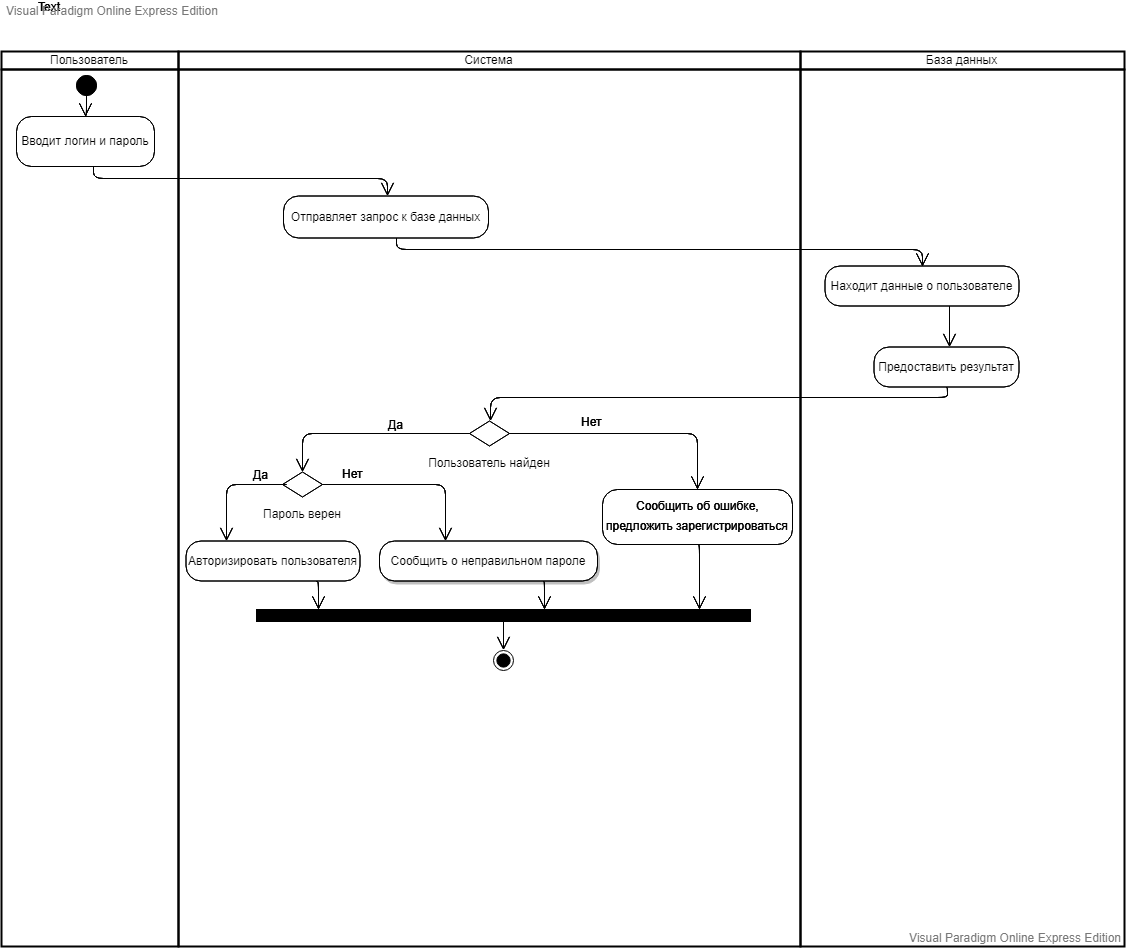 Text
Visual Paradigm Online Express Edition
Пользователь
Система
База данных
Вводит логин и пароль
Отправляет запрос к базе данных
Находит данные о пользователе
Предоставить результат
Да
Нет
Пользователь найден
Да
Нет
Пароль верен
Сообщить об ошибке,
предложить зарегистрироваться
Авторизировать пользователя
Сообщить о неправильном пароле
Visual Paradigm Online Express Edition